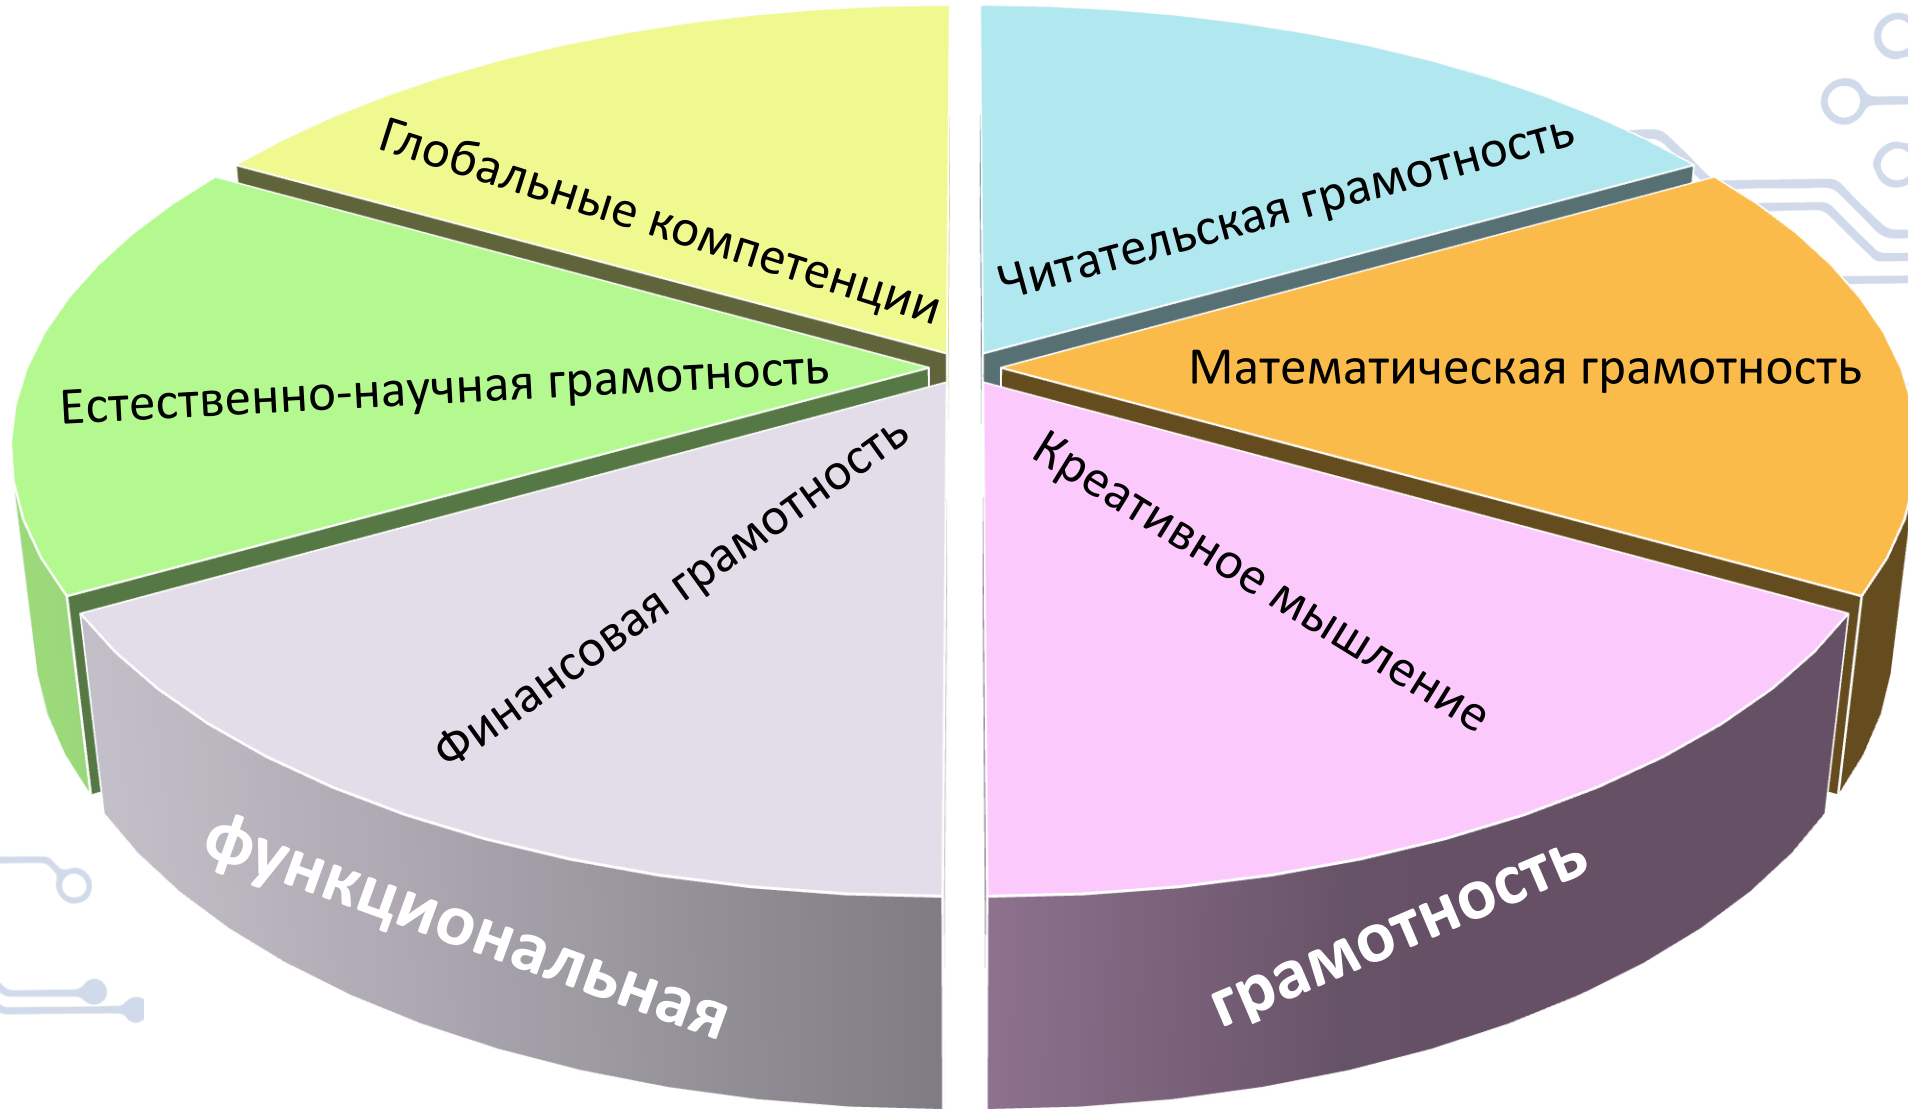 Глобальные компетенции
Читательская грамотность
Естественно-научная грамотность
Математическая грамотность
Финансовая грамотность
Креативное мышление
функциональная
грамотность